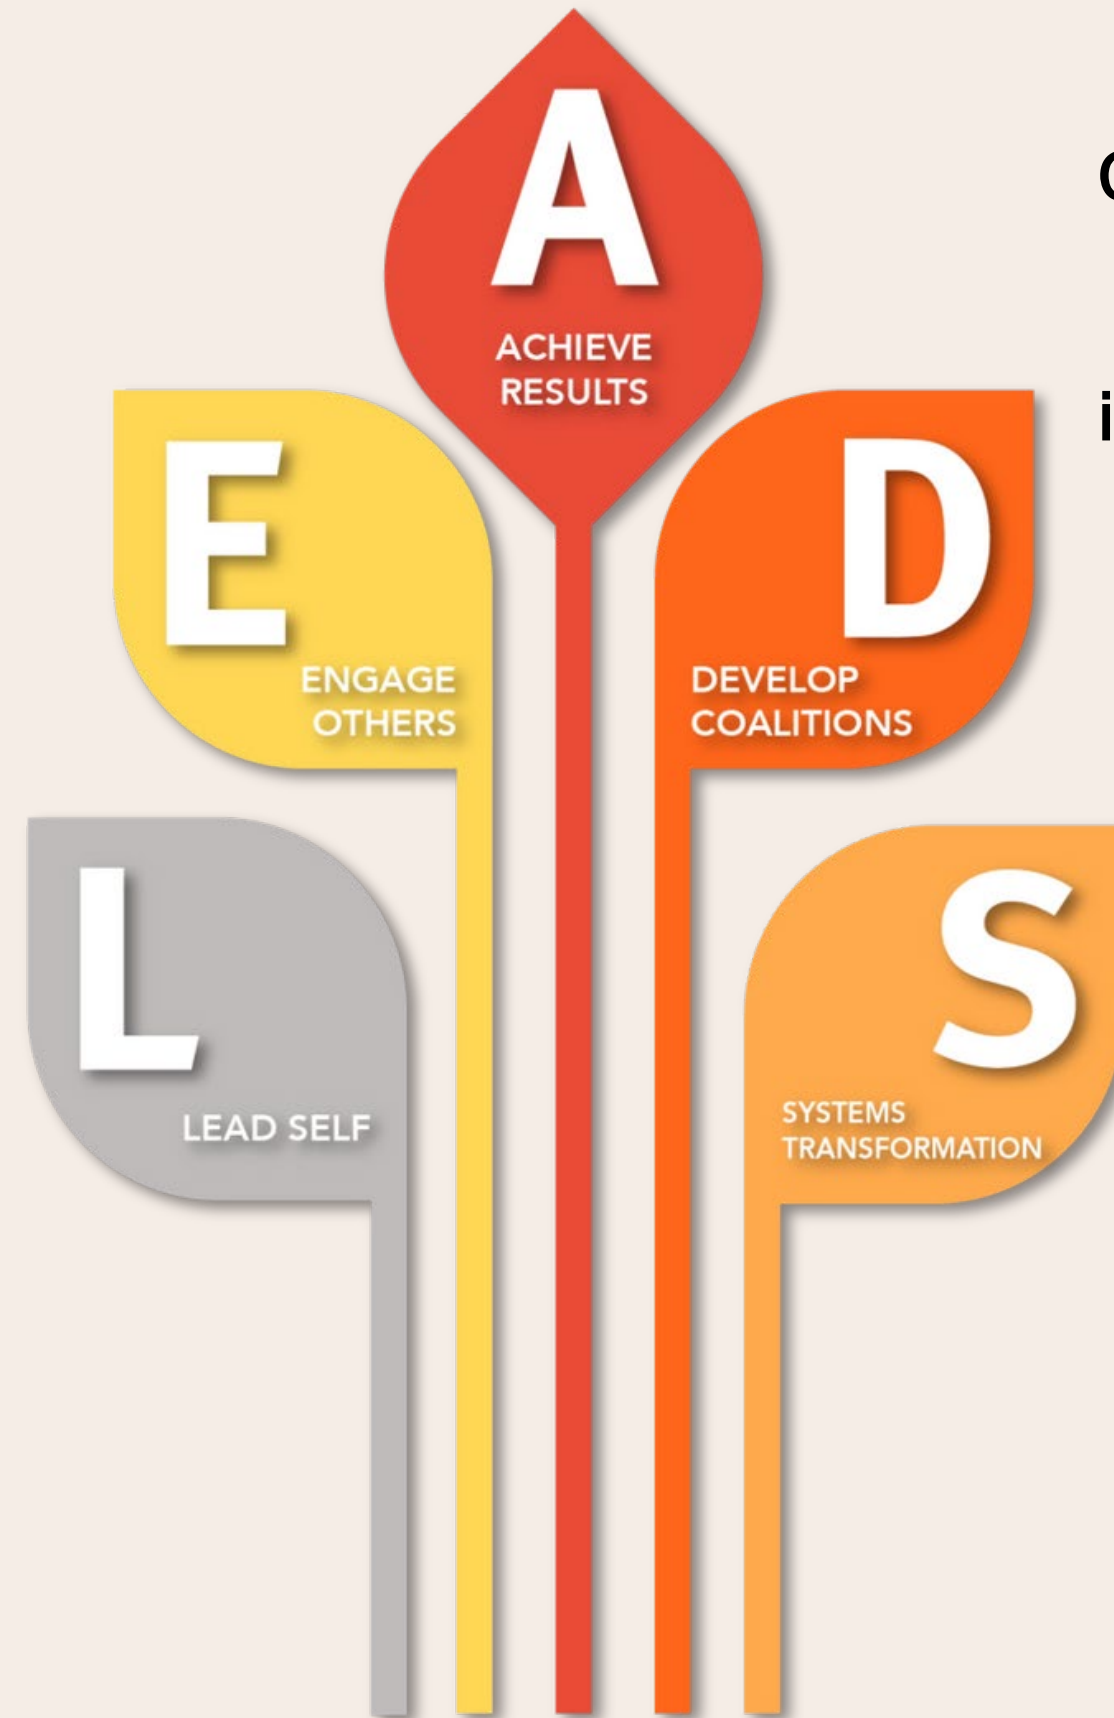 A
ACHIEVE
RESULTS
E
ENGAGE
OTHERS
D
DEVELOP
COALITIONS
L
LEAD SELF
S
SYSTEMS
TRANSFORMATION